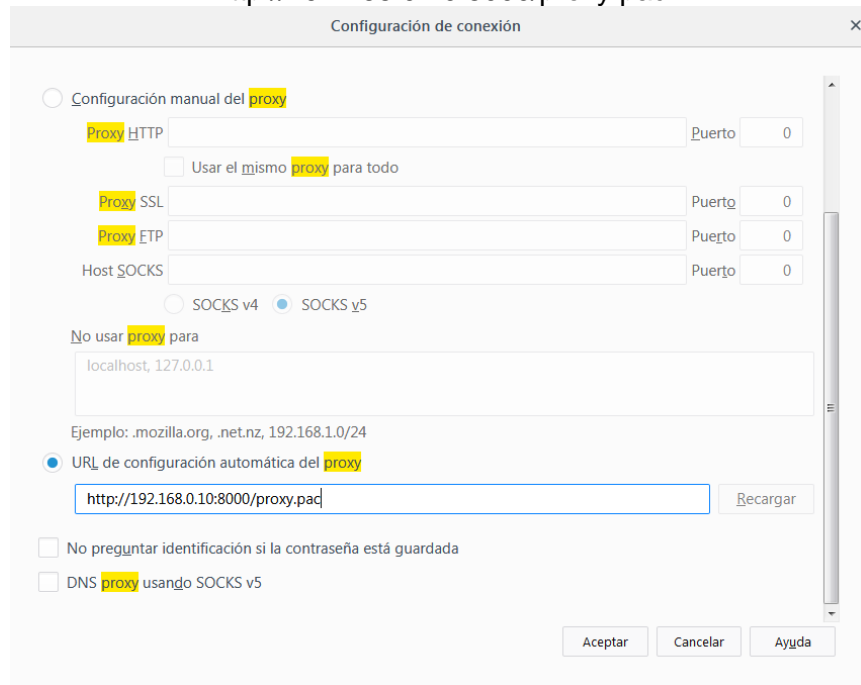 Configuración de conexión
Configuración manual del proxy
Proxy HTTP Puerto 0
Usar el mismo proxy para todo
Proxy SSL Puerto 0
Proxy FTP Puerto 0
Host SOCKS Puerto 0
SOCKS v4 SOCKS v5
No usar proxy para
localhost, 127.0.0.1
Ejemplo: .mozilla.org, .net.nz, 192.168.1.0/24
URL de configuración automática del proxy
http://192.168.0.10:8000/proxy.pac Recargar
No preguntar identificación si la contraseña está guardada
DNS proxy usando SOCKS v5
Aceptar Cancelar Ayuda